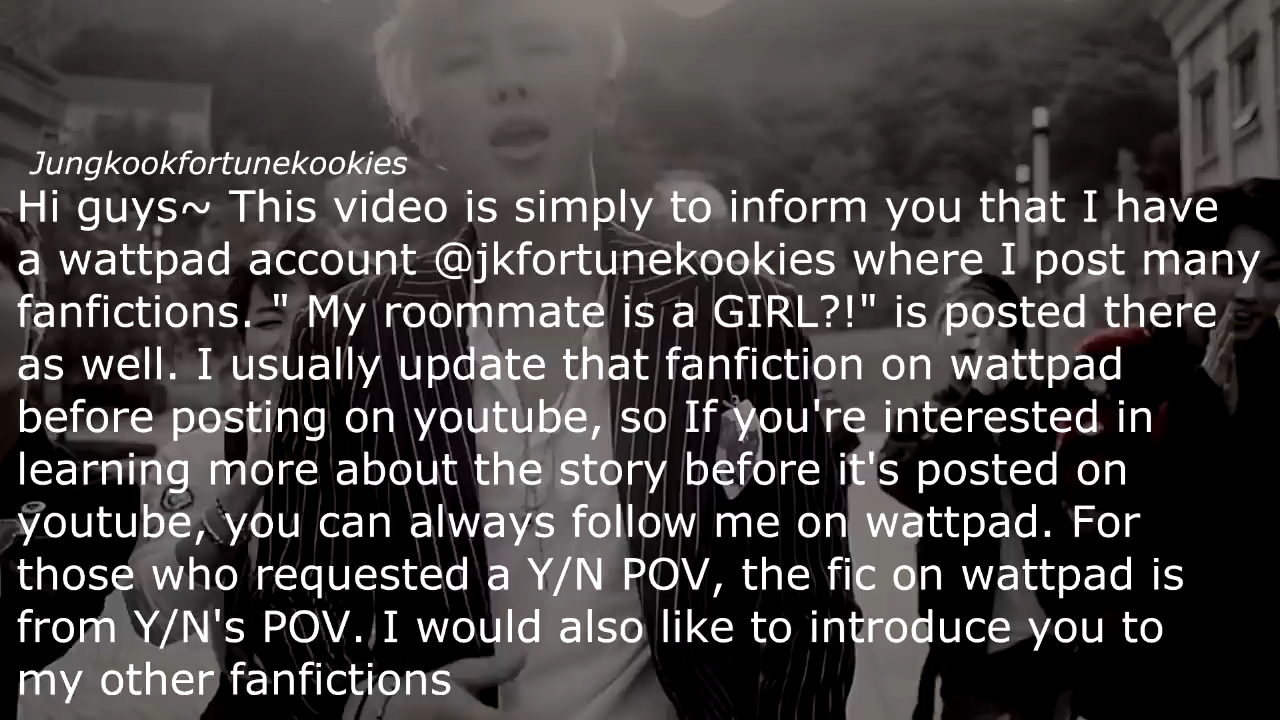 Jungkookfortunekookies
Hi guys~ This video is simply to inform you that I have
a wattpad account @jkfortunekookies where I post many
fanfictions." My roommate is a GIRL?!" is posted there
as well. I usually update that fanfiction on wattpad
before posting on youtube, so If you're interested in
learning more about the story before it's posted on
youtube, you can always follow me on wattpad. For
those who requested a Y/N POV, the fic on wattpad is
from Y/N's POV. I would also like to introduce you to
my other fanfictions